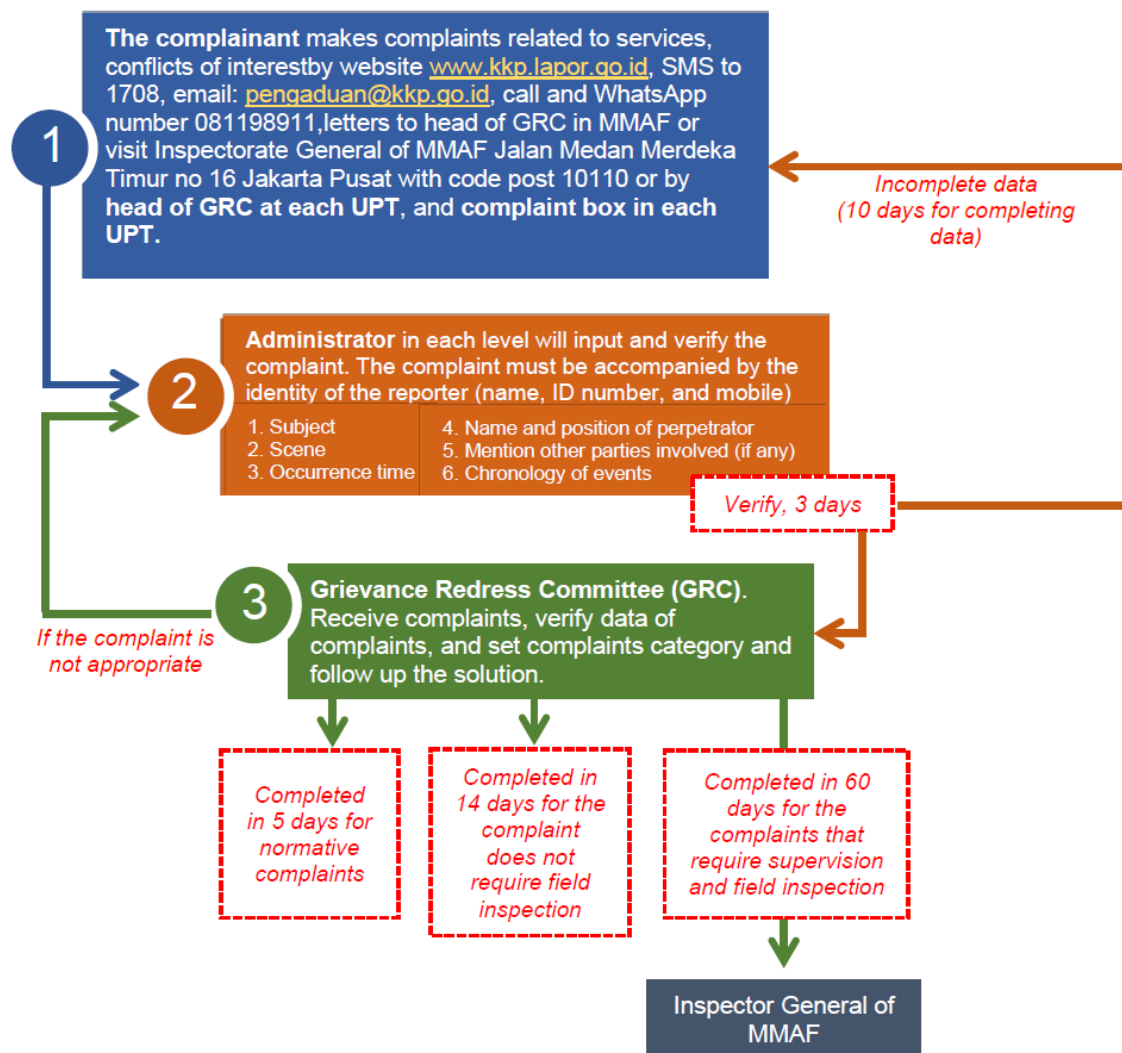 The complainant makes complaints related to services,
conflicts of interestby website www.kkp.lapor.go.id, SMS to
1708, email: pengaduan@kkp.go.id, call and WhatsApp
number 081198911,letters to head of GRC in MMAF or
visit Inspectorate General of MMAF Jalan Medan Merdeka
Timur no 16 Jakarta Pusat with code post 10110 or by
head of GRC at each UPT, and complaint box in each
UPT.
1
Incomplete data
(10 days for completing
data)
Administrator in each level will input and verify the
complaint. The complaint must be accompanied by the
identity of the reporter (name, ID number, and mobile)
2
1. Subject
2. Scene
3. Occurrence time
4. Name and position of perpetrator
5. Mention other parties involved (if any)
6. Chronology of events
Verify, 3 days
3
Grievance Redress Committee (GRC).
Receive complaints, verify data of
complaints, and set complaints category and
follow up the solution.
If the complaint is
not appropriate
Completed
in 5 days for
normative
complaints
Completed in
14 days for the
complaint
does not
require field
inspection
Completed in 60
days for the
complaints that
require supervision
and field inspection
Inspector General of
MMAF